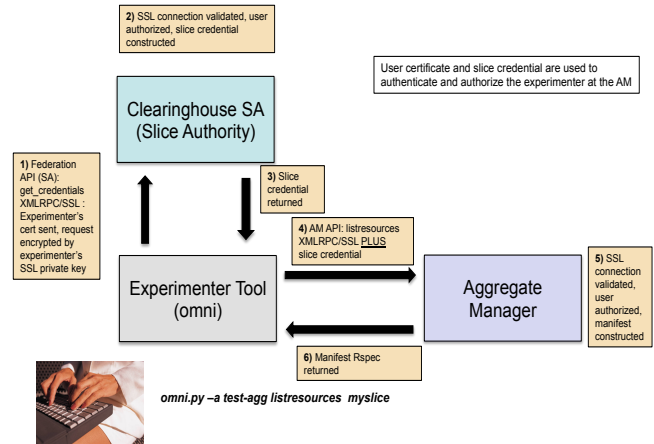 2) SSL connection validated, user
authorized, slice credential
constructed
User certificate and slice credential are used to
authenticate and authorize the experimenter at the AM
Clearinghouse SA
(Slice Authority)
1) Federation
API (SA):
get_credentials
XMLRPC/SSL :
Experimenter's
cert sent, request
encrypted by
experimenter's
SSL private key
3) Slice
credential
returned
4) AM API: listresources
XMLRPC/SSL PLUS
slice credential
Experimenter Tool
(omni)
Aggregate
Manager
5) SSL
connection
validated,
user
authorized,
manifest
constructed
6) Manifest Rspec
returned
omni.py –a test-agg listresources myslice